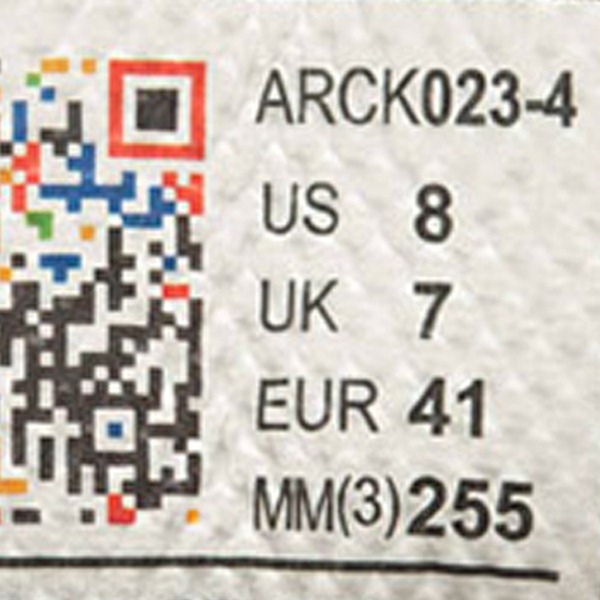 ARCK023-4
US 8
UK 7
EUR 41
MM(3) 255